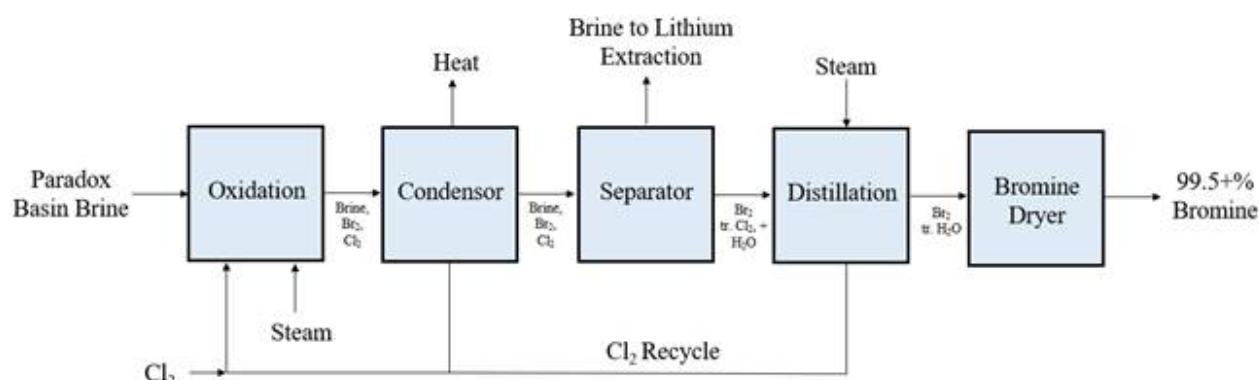 Brine to Lithium
Extraction
Heat
Steam
Paradox
Basin Brine
Oxidation
Condensor
Separator
Distillation
Bromine
Dryer
99.5+%
Bromine
Brine,
Br₂,
Cl₂
Brine,
Br₂,
Cl₂
Br₂
tr. Cl₂, +
H₂O
Br₂
tr. H₂O
Steam
Cl₂ Recycle
Cl₂